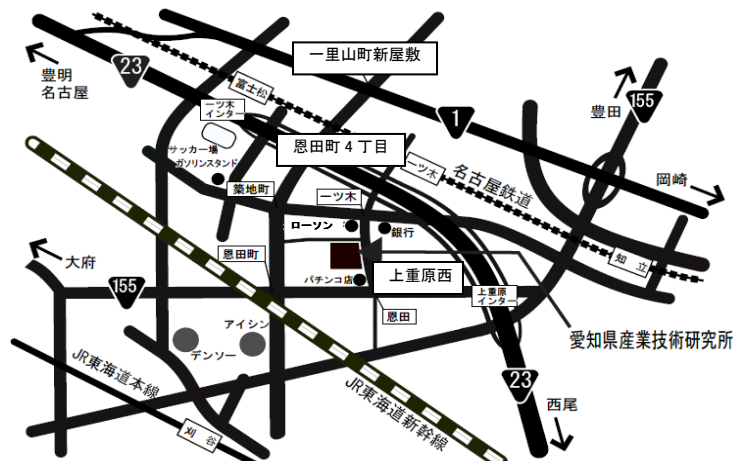 一里山町新屋敷
23
豊明
名古屋
富士松
一ツ木
インター
1
豊田
155
サッカー場
ガソリンスタンド
恩田町４丁目
一ツ木
名古屋鉄道
岡崎
築地町
一ツ木
ローソン
銀行
大府
恩田町
知立
パチンコ店
上重原西
155
上重原
インター
恩田
アイシン
デンソー
愛知県産業技術研究所
JR東海道本線
JR東海道新幹線
23
西尾
刈谷